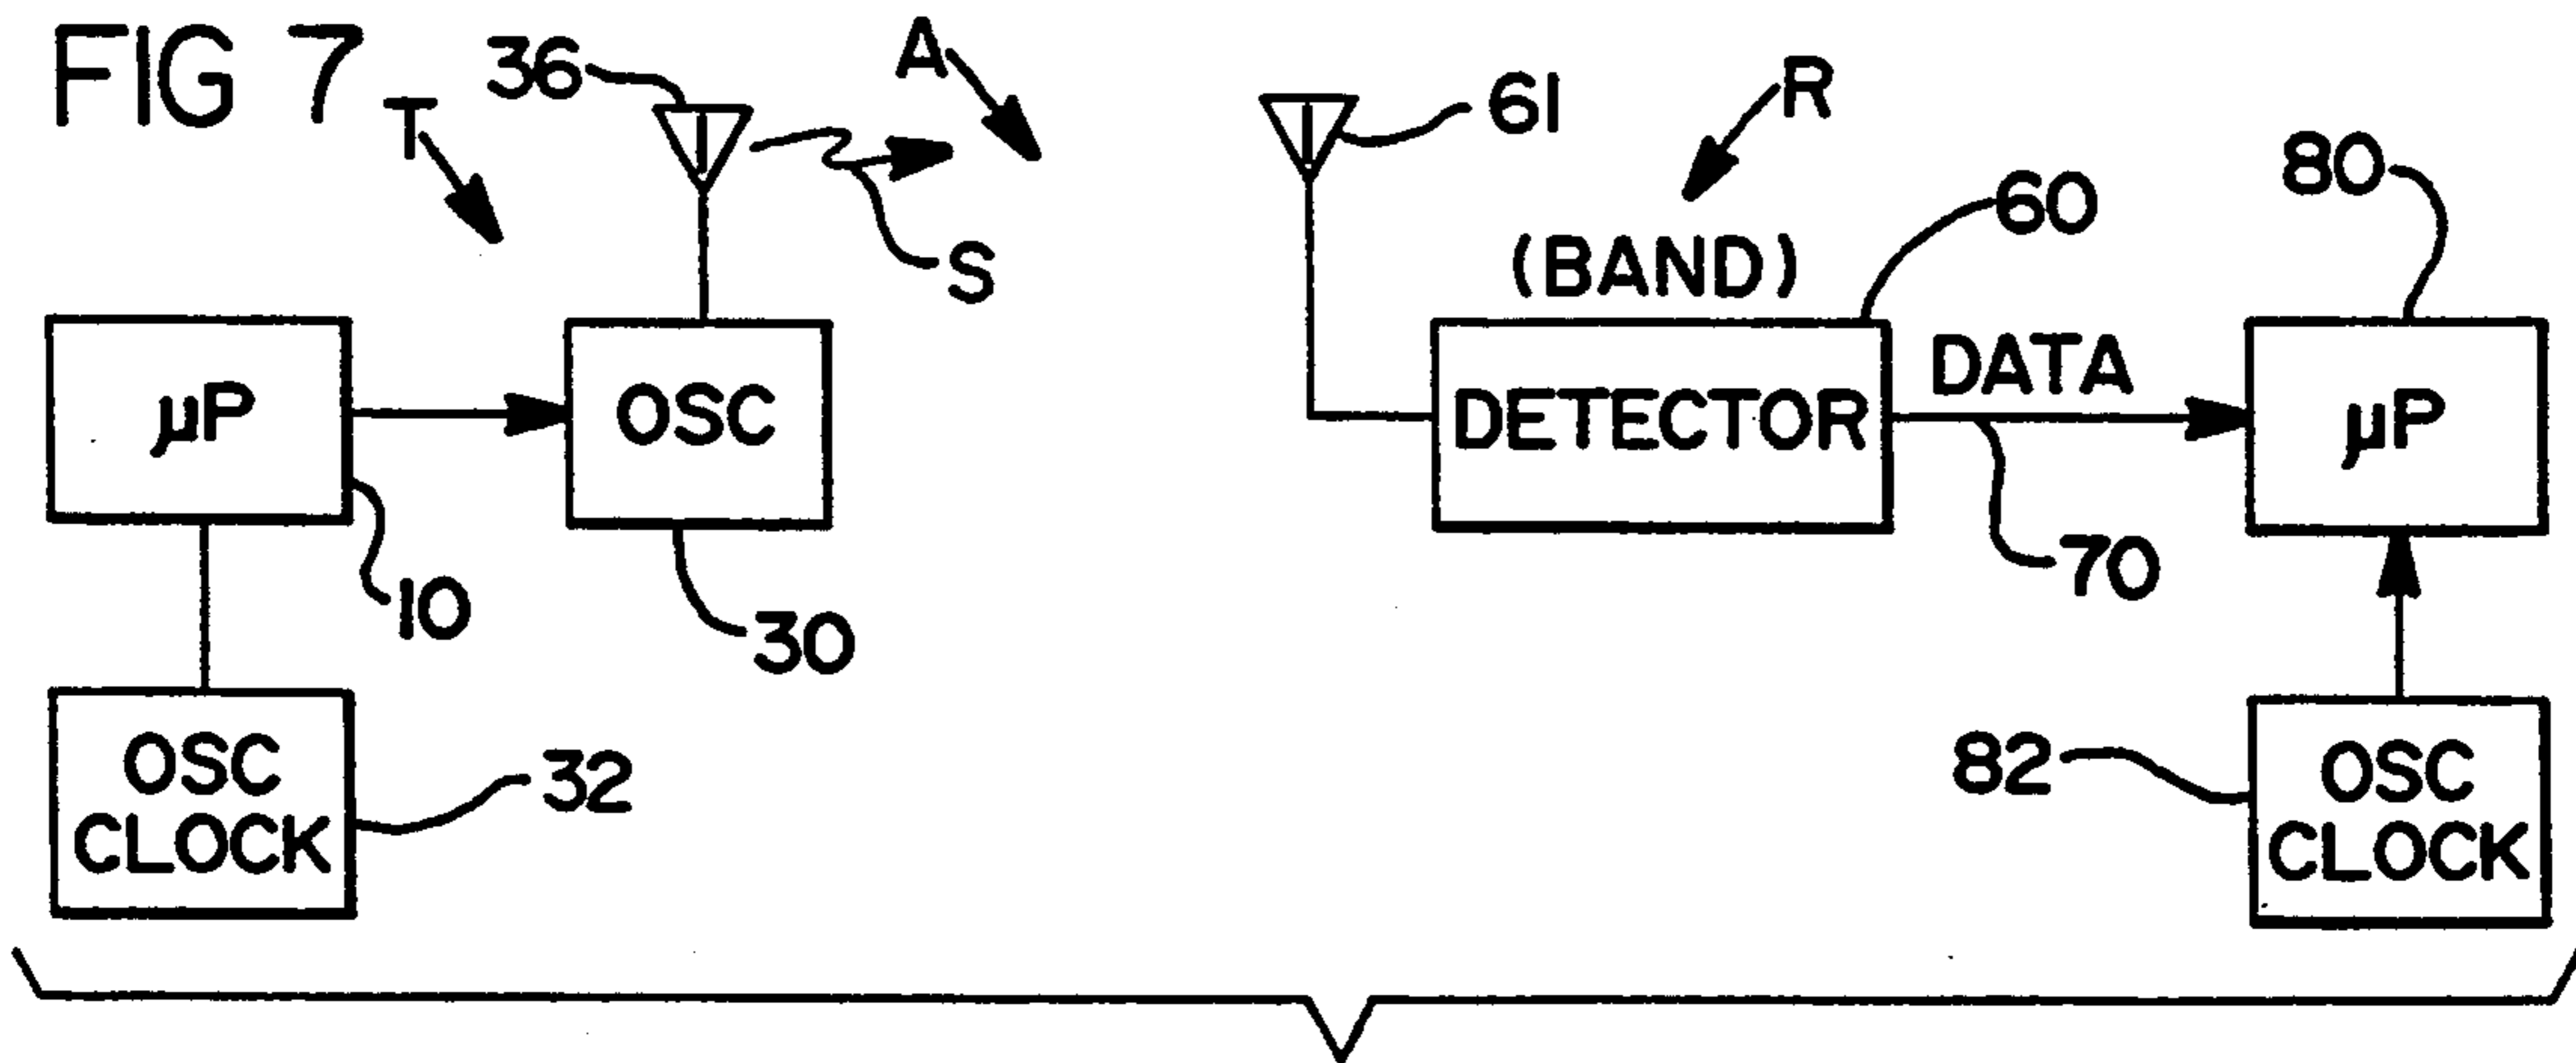 FIG 7
T
36
A
S
61
R
(BAND)
60
80
µP
OSC
DETECTOR
DATA
µP
10
30
70
OSC
CLOCK
32
82
OSC
CLOCK